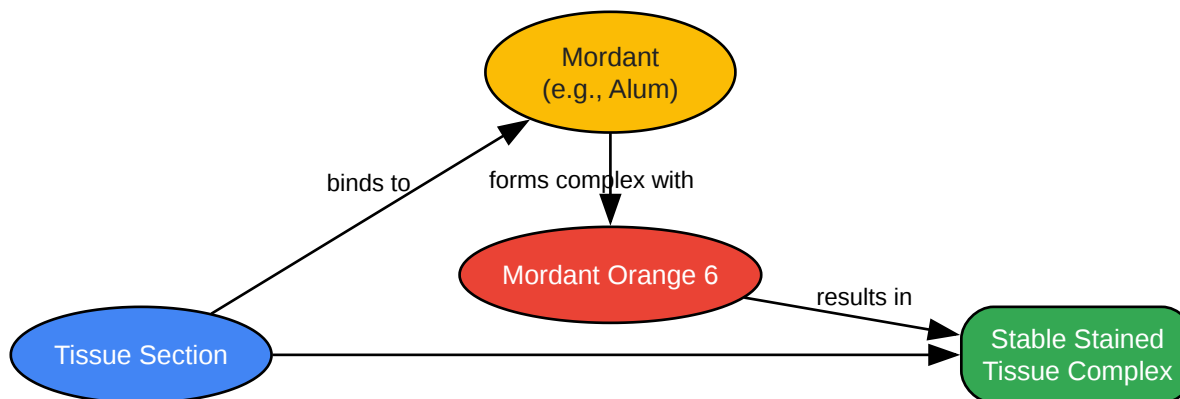 Mordant
(e.g., Alum)
binds to
forms complex with
Mordant Orange 6
results in
Tissue Section
Stable Stained
Tissue Complex